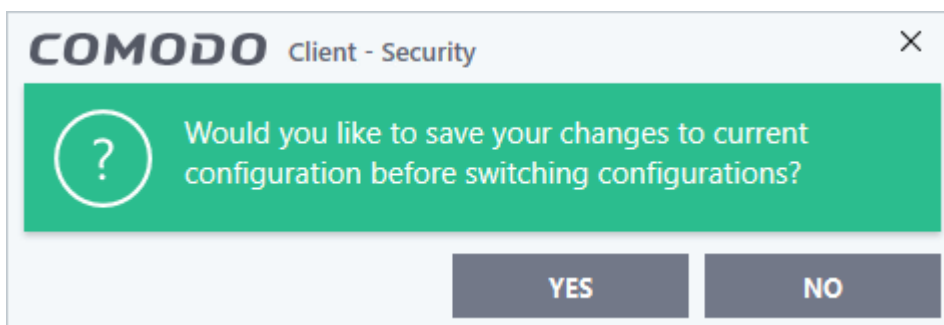 COMODO Client - Security
?
Would you like to save your changes to current
configuration before switching configurations?
YES NO